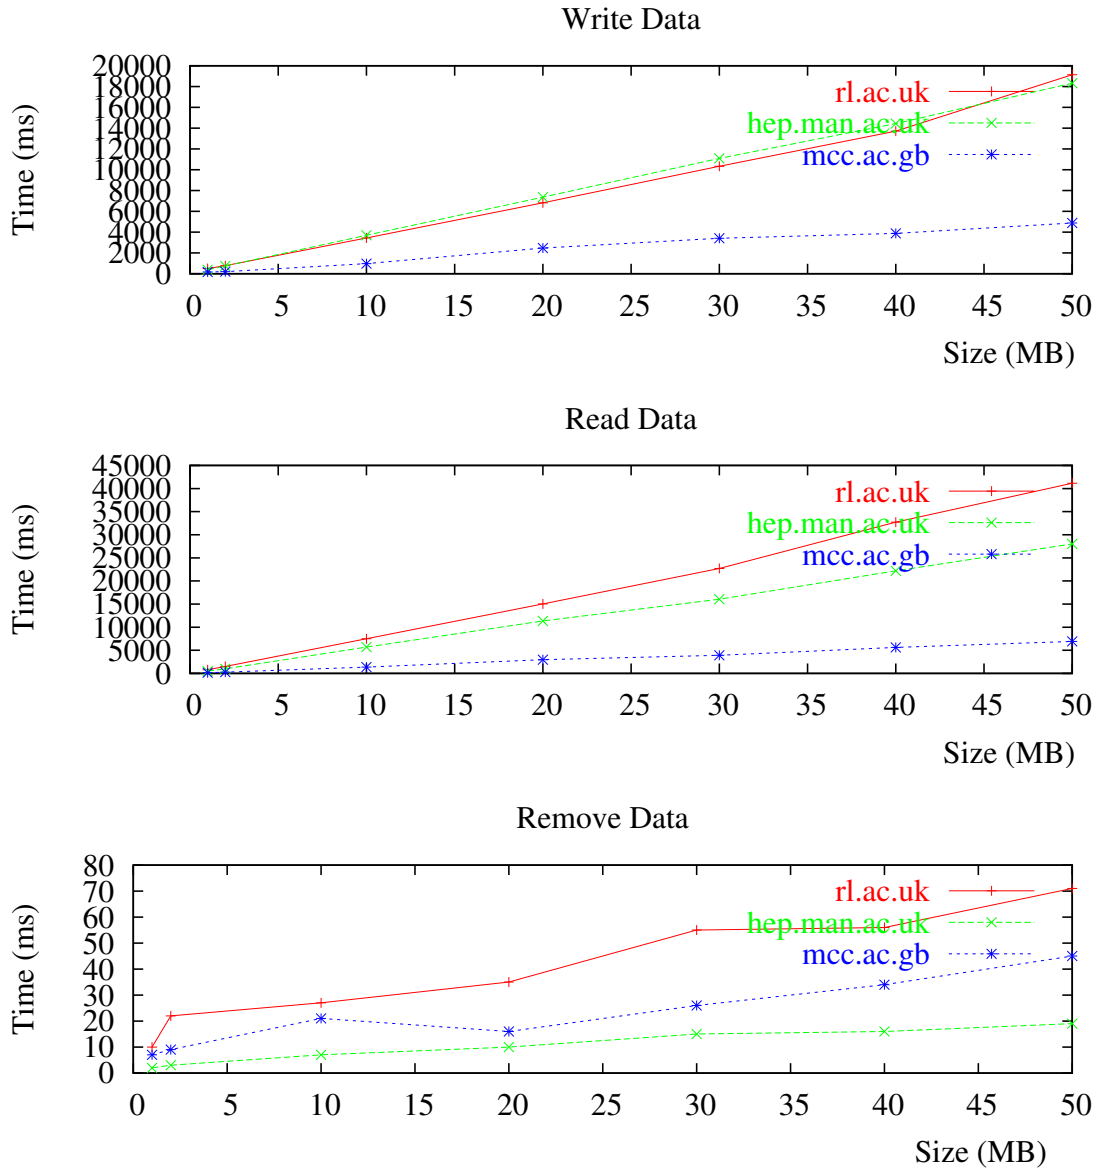 Write Data
Time (ms)
20000
18000
16000
14000
12000
10000
8000
6000
4000
2000
0
rl.ac.uk
hep.man.ac.uk
mcc.ac.gb
0 5 10 15 20 25 30 35 40 45 50
Size (MB)
Read Data
Time (ms)
45000
40000
35000
30000
25000
20000
15000
10000
5000
0
rl.ac.uk
hep.man.ac.uk
mcc.ac.gb
0 5 10 15 20 25 30 35 40 45 50
Size (MB)
Remove Data
Time (ms)
80
70
60
50
40
30
20
10
0
rl.ac.uk
hep.man.ac.uk
mcc.ac.gb
0 5 10 15 20 25 30 35 40 45 50
Size (MB)